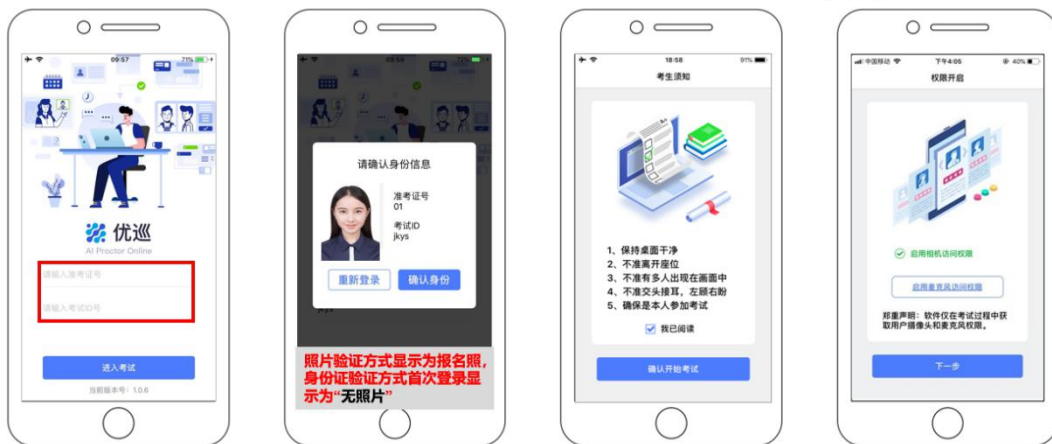 09:57
71%
优巡
AI Proctor Online
请输入准考证号
请输入考试ID号
进入考试
当前版本号：1.0.6
09:59
72%
请确认身份信息
准考证号
01
考试ID
jkys
重新登录
确认身份
jkys
照片验证方式显示为报名照，
身份证验证方式首次登录显
示为“无照片”
18:58
91%
考生须知
1、保持桌面干净
2、不准离开座位
3、不准有多人出现在画面中
4、不准交头接耳，左顾右盼
5、确保是本人参加考试
我已阅读
确认开始考试
中国移动
下午4:05
40%
权限开启
启用相机访问权限
启用麦克风访问权限
郑重声明：软件仅在考试过程中获
取用户摄像头和麦克风权限。
下一步